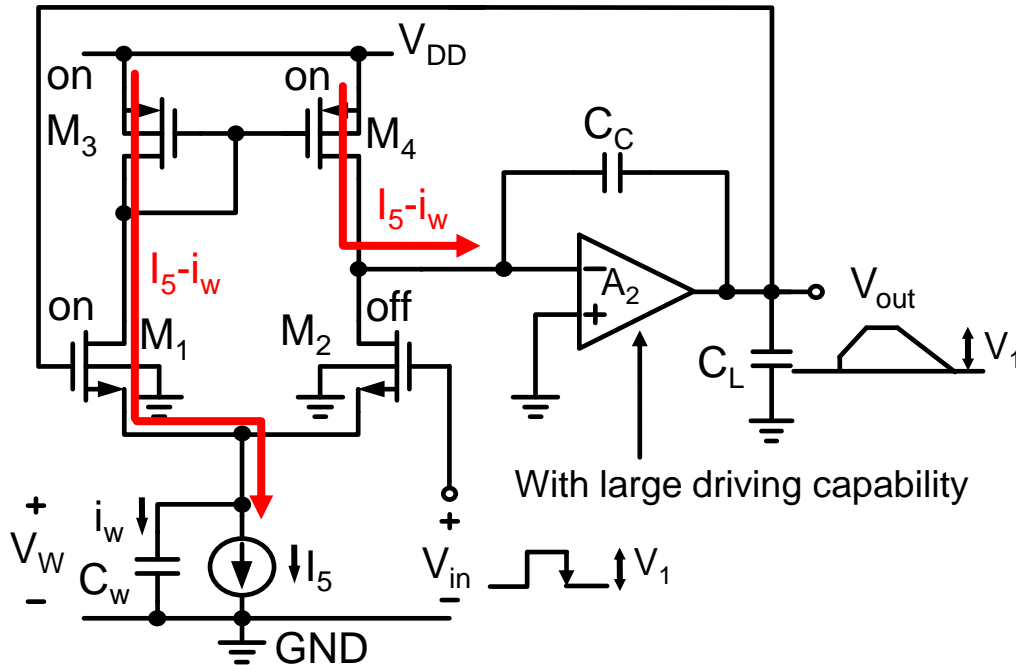 V_DD
on
on
M_3
M_4
C_C
I_5-i_w
I_5-i_w
on
off
A_2
V_out
M_1
M_2
V_1
C_L
With large driving capability
+
i_w
+
V_W
C_w
I_5
V_in
V_1
−
−
GND
−
+